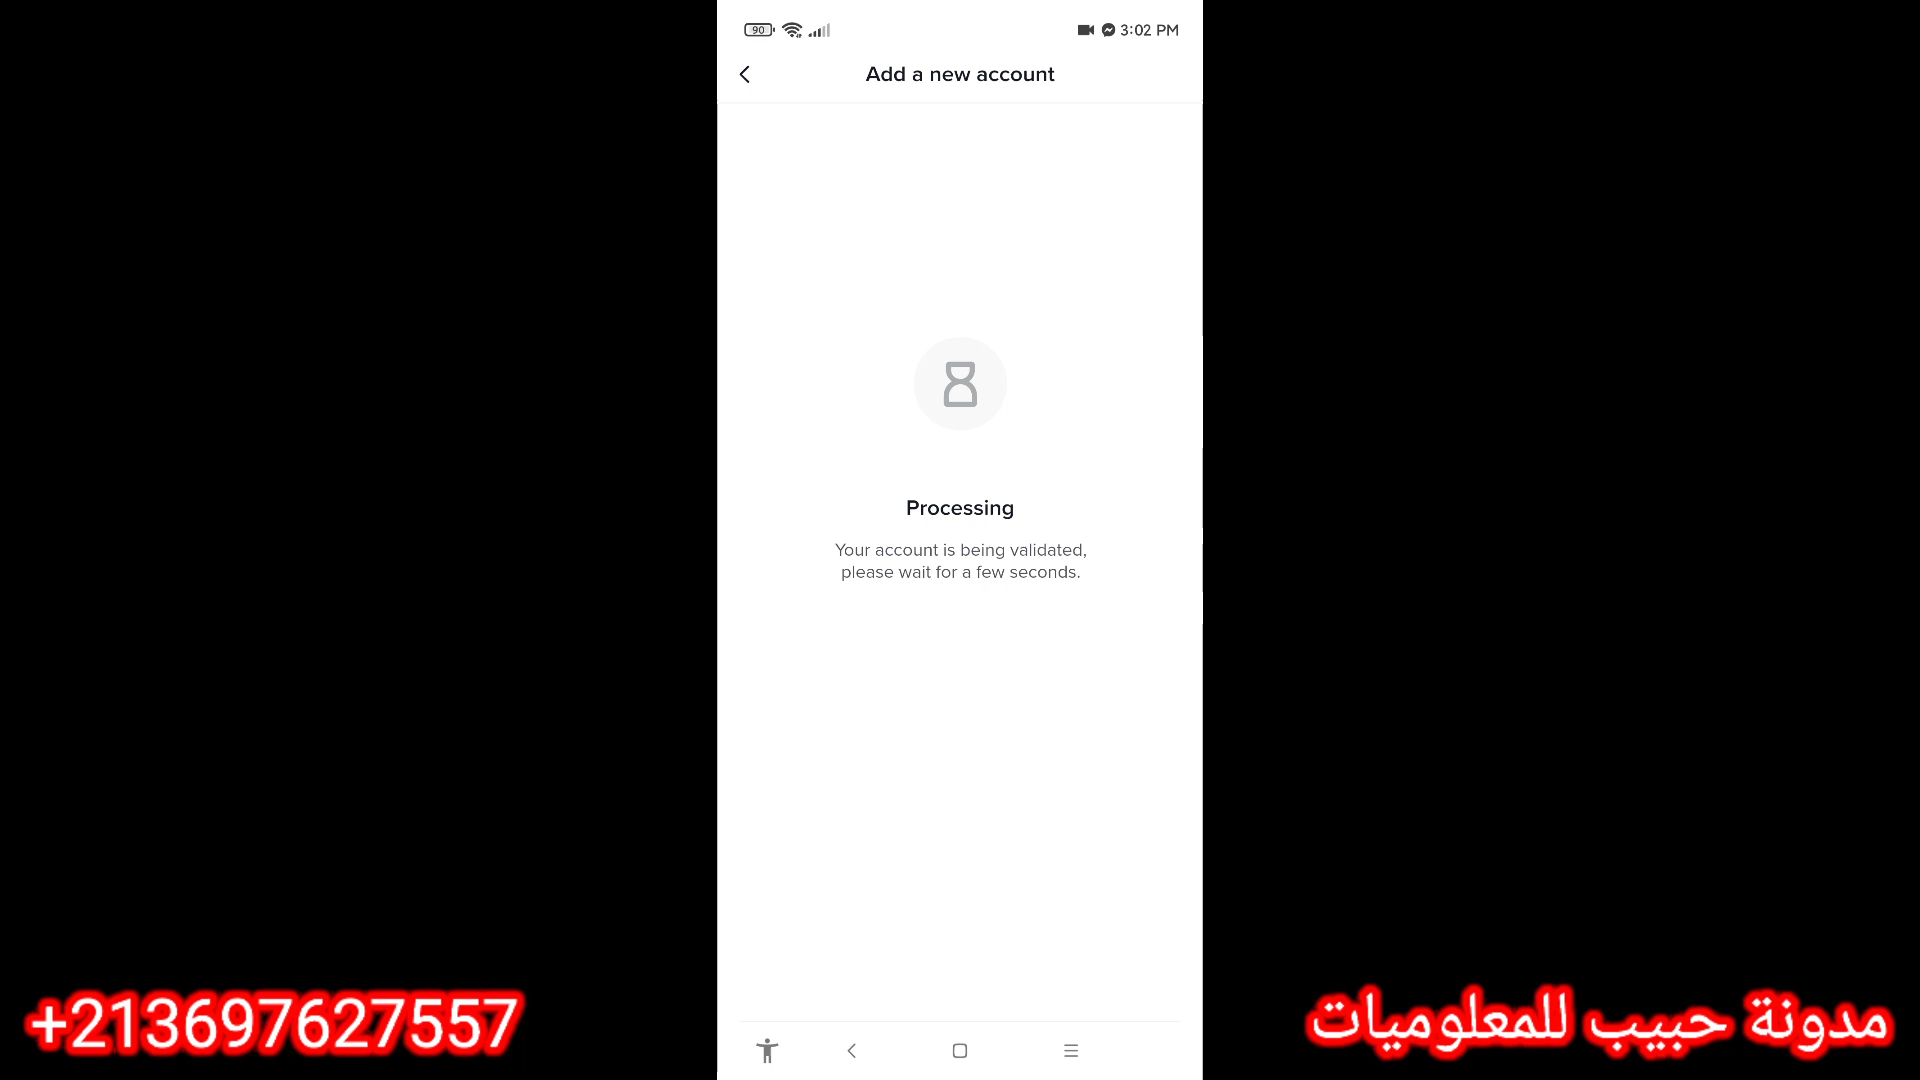 90
3:02 PM
Add a new account
Processing
Your account is being validated,
please wait for a few seconds.
+213697627557
مدونة حبيب للمعلوميات